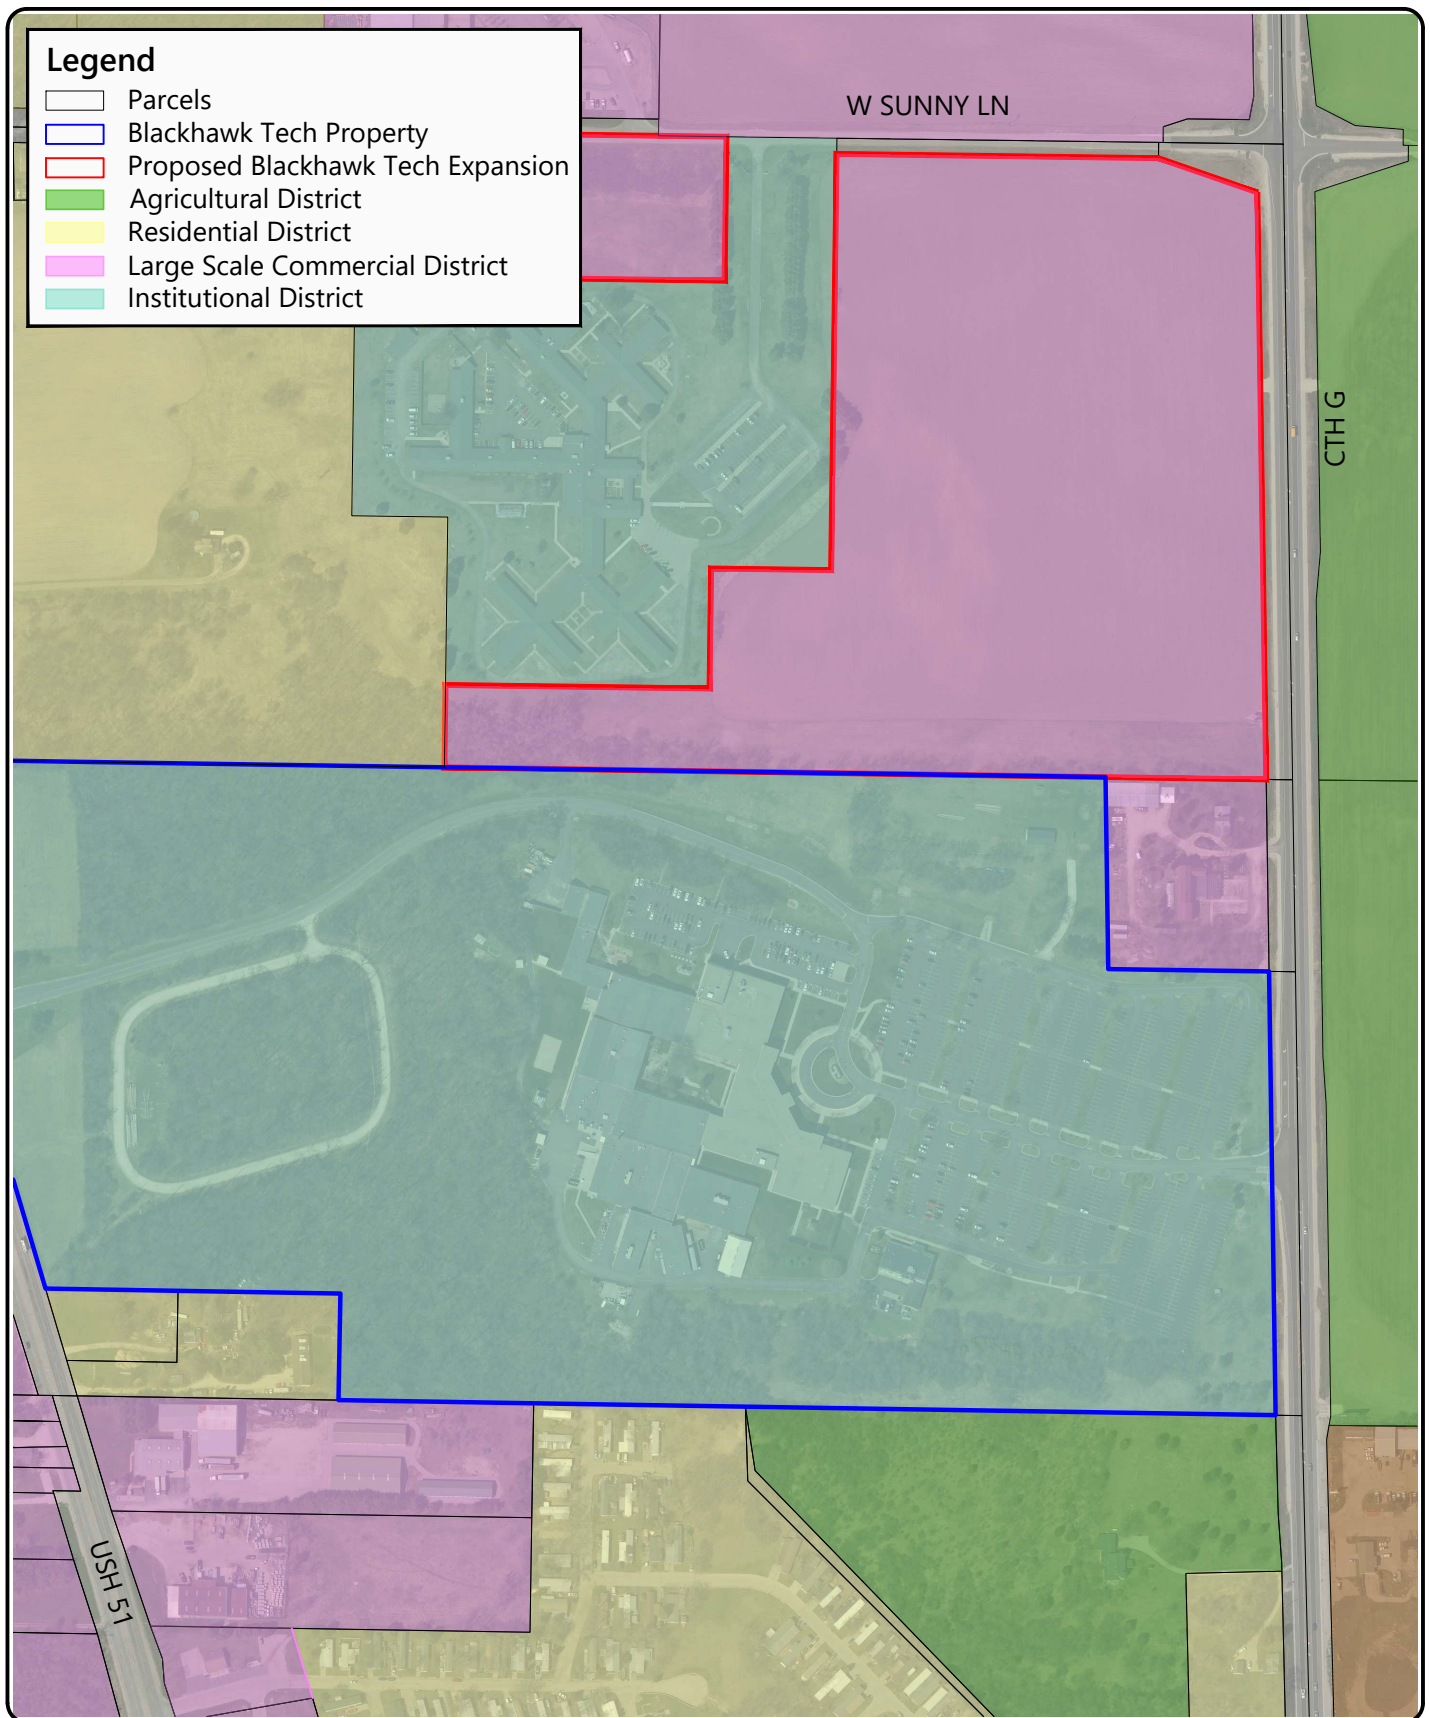 Legend
Parcels
Blackhawk Tech Property
Proposed Blackhawk Tech Expansion
Agricultural District
Residential District
Large Scale Commercial District
Institutional District
W SUNNY LN
CTH G
USH 51